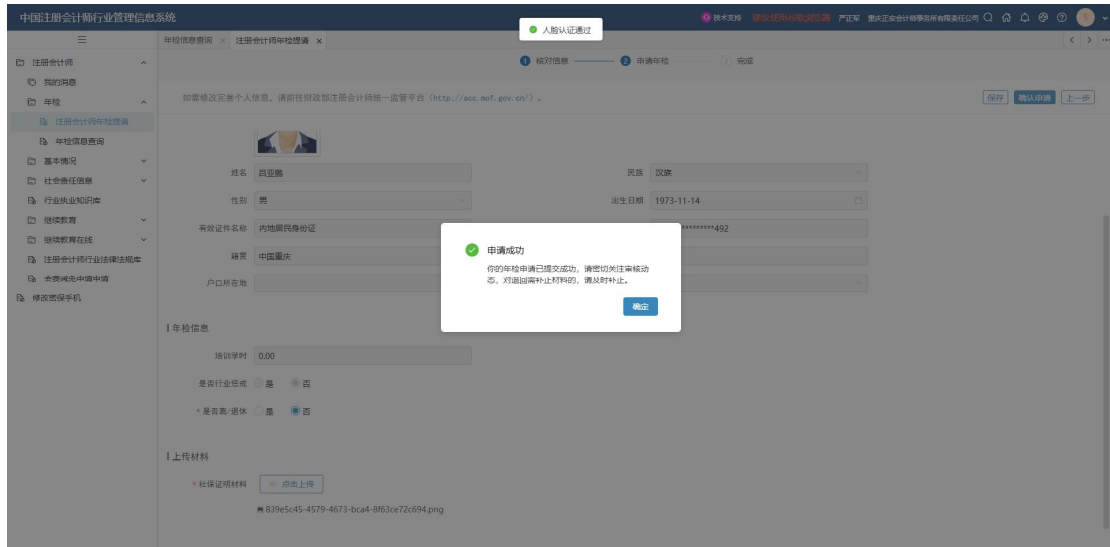 中国注册会计师行业管理信息系统
技术支持 建议使用谷歌浏览器 严正军 重庆正宏会计师事务所有限责任公司
人脸认证通过
年检信息查询 × 注册会计师年检提请 ×
1 核对信息 2 申请年检 3 完成
注册会计师
我的消息
年检
注册会计师年检提请
年检信息查询
基本情况
社会责任信息
行业执业知识库
继续教育
继续教育在线
注册会计师行业法律法规库
会费减免申请申请
修改密保手机
如需修改完善个人信息，请前往财政部注册会计师统一监管平台（http://acc.mof.gov.cn/）。
保存 确认申请 上一步
姓名 吕亚鹏
民族 汉族
性别 男
出生日期 1973-11-14
有效证件名称 内地居民身份证
********492
籍贯 中国重庆
户口所在地
申请成功
你的年检申请已提交成功，请密切关注审核动
态，对退回需补正材料的，请及时补正。
确定
年检信息
培训学时 0.00
是否行业惩戒 是 否
* 是否离/退休 是 否
上传材料
* 社保证明材料 点击上传
839e5c45-4579-4673-bca4-8f63ce72c694.png